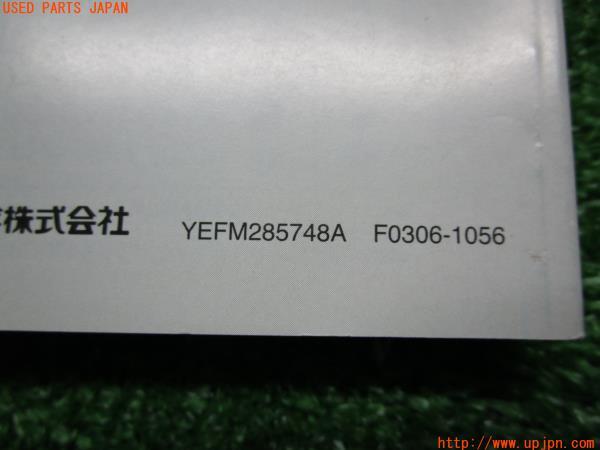 USED PARTS JAPAN
株式会社 YEFM285748A F0306-1056
http://www.upjpn.com/